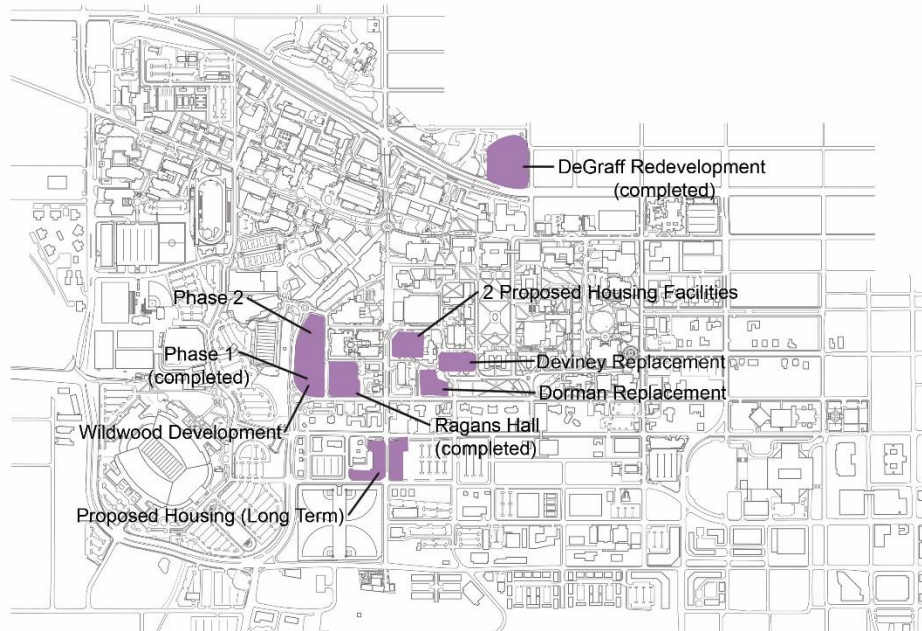 DeGraff Redevelopment
(completed)
Phase 2
2 Proposed Housing Facilities
Phase 1
(completed)
Deviney Replacement
Dorman Replacement
Wildwood Development
Ragans Hall
(completed)
Proposed Housing (Long Term)